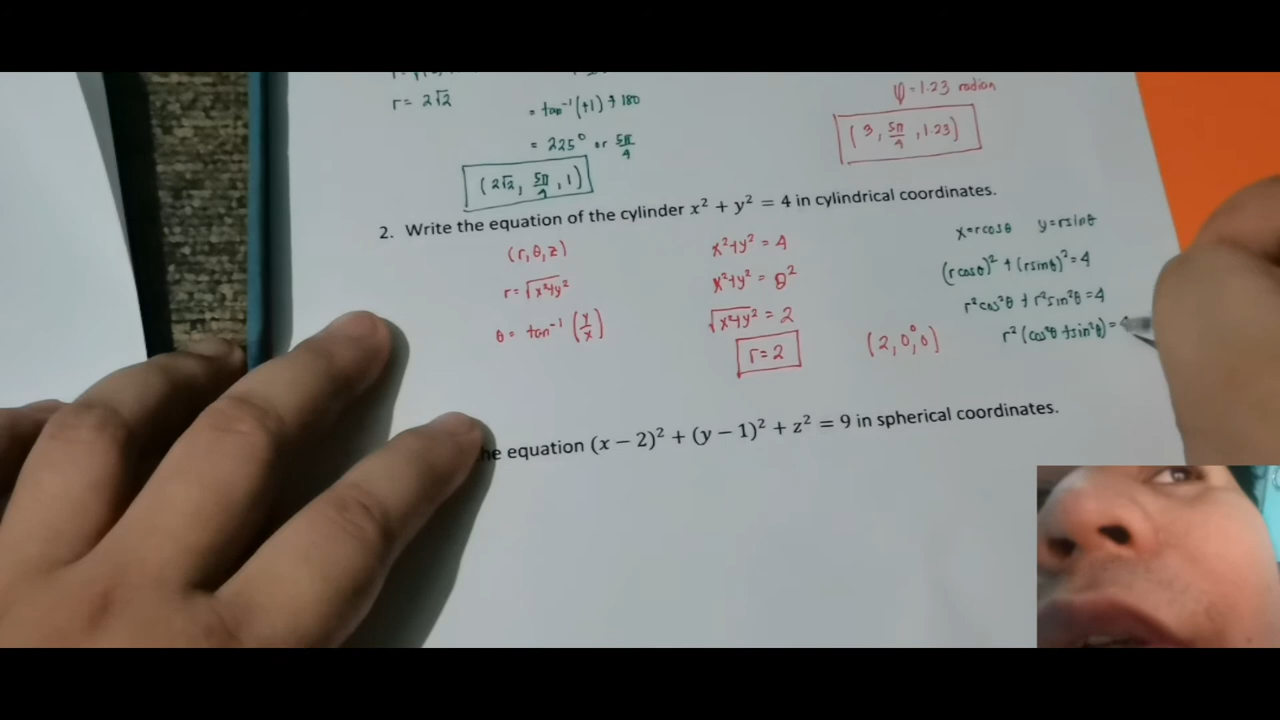 r = 2√2
= tan⁻¹(+1) + 180
= 225° or 5π/4
(2√2, 5π/4, 1)
φ = 1.23 radian
(3, 5π/4, 1.23)
2. Write the equation of the cylinder x² + y² = 4 in cylindrical coordinates.
(r, θ, z)
r = √x²+y²
θ = tan⁻¹ (y/x)
x²+y² = 4
x²+y² = 2
√x²+y² = 2
r = 2
(2, 0°, 0)
x = rcosθ y = rsinθ
(rcosθ)² + (rsinθ)² = 4
r²cos²θ + r²sin²θ = 4
r²(cos²θ + sin²θ) = 4
he equation (x − 2)² + (y − 1)² + z² = 9 in spherical coordinates.